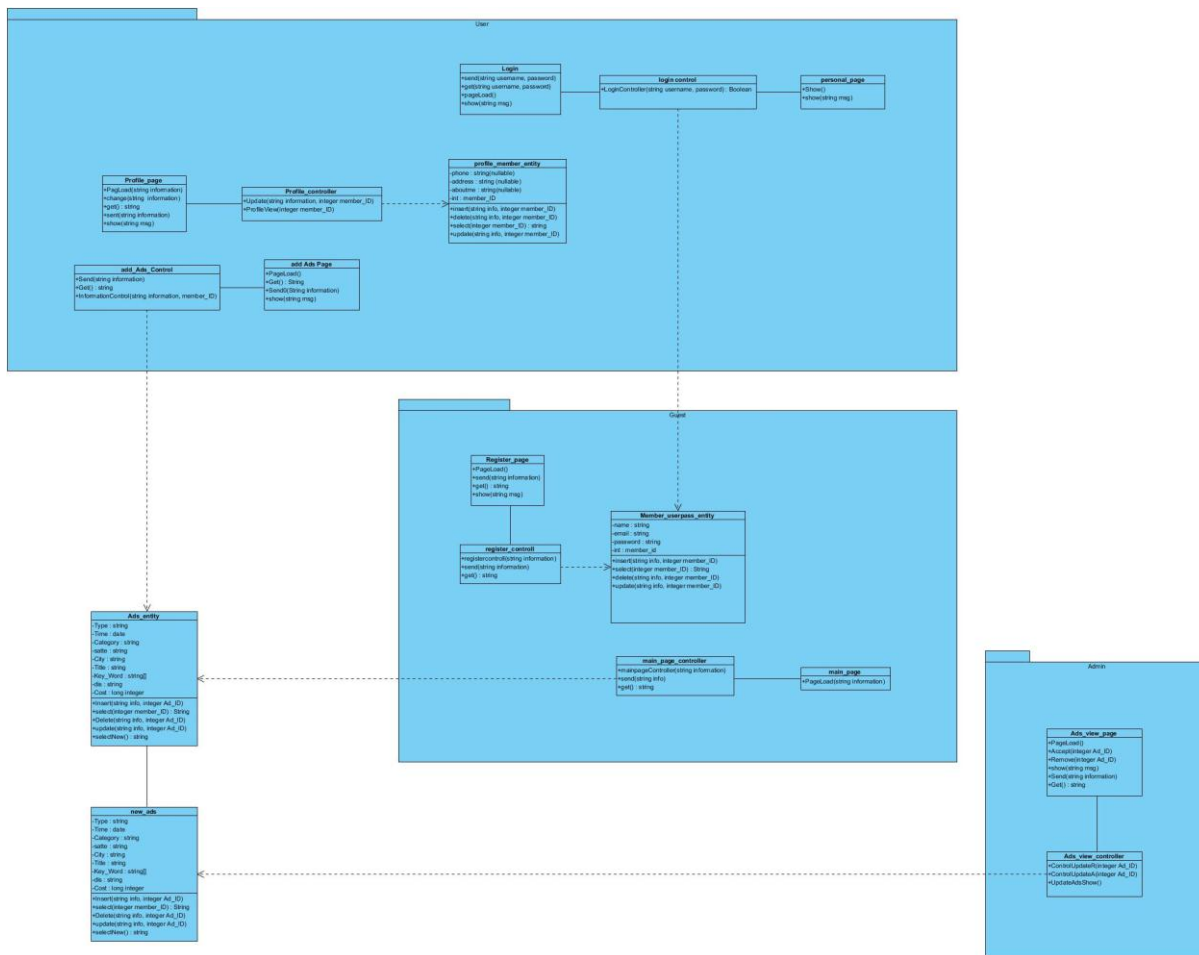 User
Login
+send(string username, password)
+get(string username, password)
+pageLoad()
+show(string msg)
login control
+LoginController(string username, password) : Boolean
personal_page
+Show()
+show(string msg)
Profile_page
+PagLoad(string information)
+change(string information)
+get() : string
+sent(string information)
+show(string msg)
Profile_controller
+Update(string information, integer member_ID)
+ProfileView(integer member_ID)
profile_member_entity
-phone : string(nullable)
-address : string (nullable)
-aboutme : string(nullable)
-int : member_ID
+insert(string info, integer member_ID)
+delete(string info, integer member_ID)
+select(integer member_ID) : string
+update(string info, integer member_ID)
add_Ads_Control
+Send(string information)
+Get() : string
+InformationControl(string information, member_ID)
add Ads Page
+PageLoad()
+Get() : String
+Send0(String information)
+show(string msg)
Guest
Register_page
+PageLoad()
+send(string information)
+get() : string
+show(string msg)
register_controll
+registercontroll(string information)
+send(string information)
+get() : string
Member_userpass_entity
-name : string
-email : string
-password : string
-int : member_id
+insert(string info, integer member_ID)
+select(integer member_ID) : String
+delete(string info, integer member_ID)
+update(string info, integer member_ID)
main_page_controller
+mainpageController(string information)
+send(string info)
+get() : string
main_page
+PageLoad(string information)
Ads_entity
-Type : string
-Time : date
-Category : string
: string
-City : string
-Title : string
-Key_Word : string[]
-dis : string
-Cost : long integer
+Insert(string info, integer Ad_ID)
+select(integer member_ID) : String
+Delete(string info, integer Ad_ID)
+update(string info, integer Ad_ID)
+selectNew() : string
new_ads
-Type : string
-Time : date
-Category : string
: string
-City : string
-Title : string
-Key_Word : string[]
-dis : string
-Cost : long integer
+Insert(string info, integer Ad_ID)
+select(integer member_ID) : String
+Delete(string info, integer Ad_ID)
+update(string info, integer Ad_ID)
+selectNew() : string
Admin
Ads_view_page
+PageLoad()
+Accept(integer Ad_ID)
+Remove(integer Ad_ID)
+show(string msg)
+Send(string information)
+Get() : string
Ads_view_controller
+ControlUpdateR(integer Ad_ID)
+ControlUpdateA(integer Ad_ID)
+UpdateAdsShow()